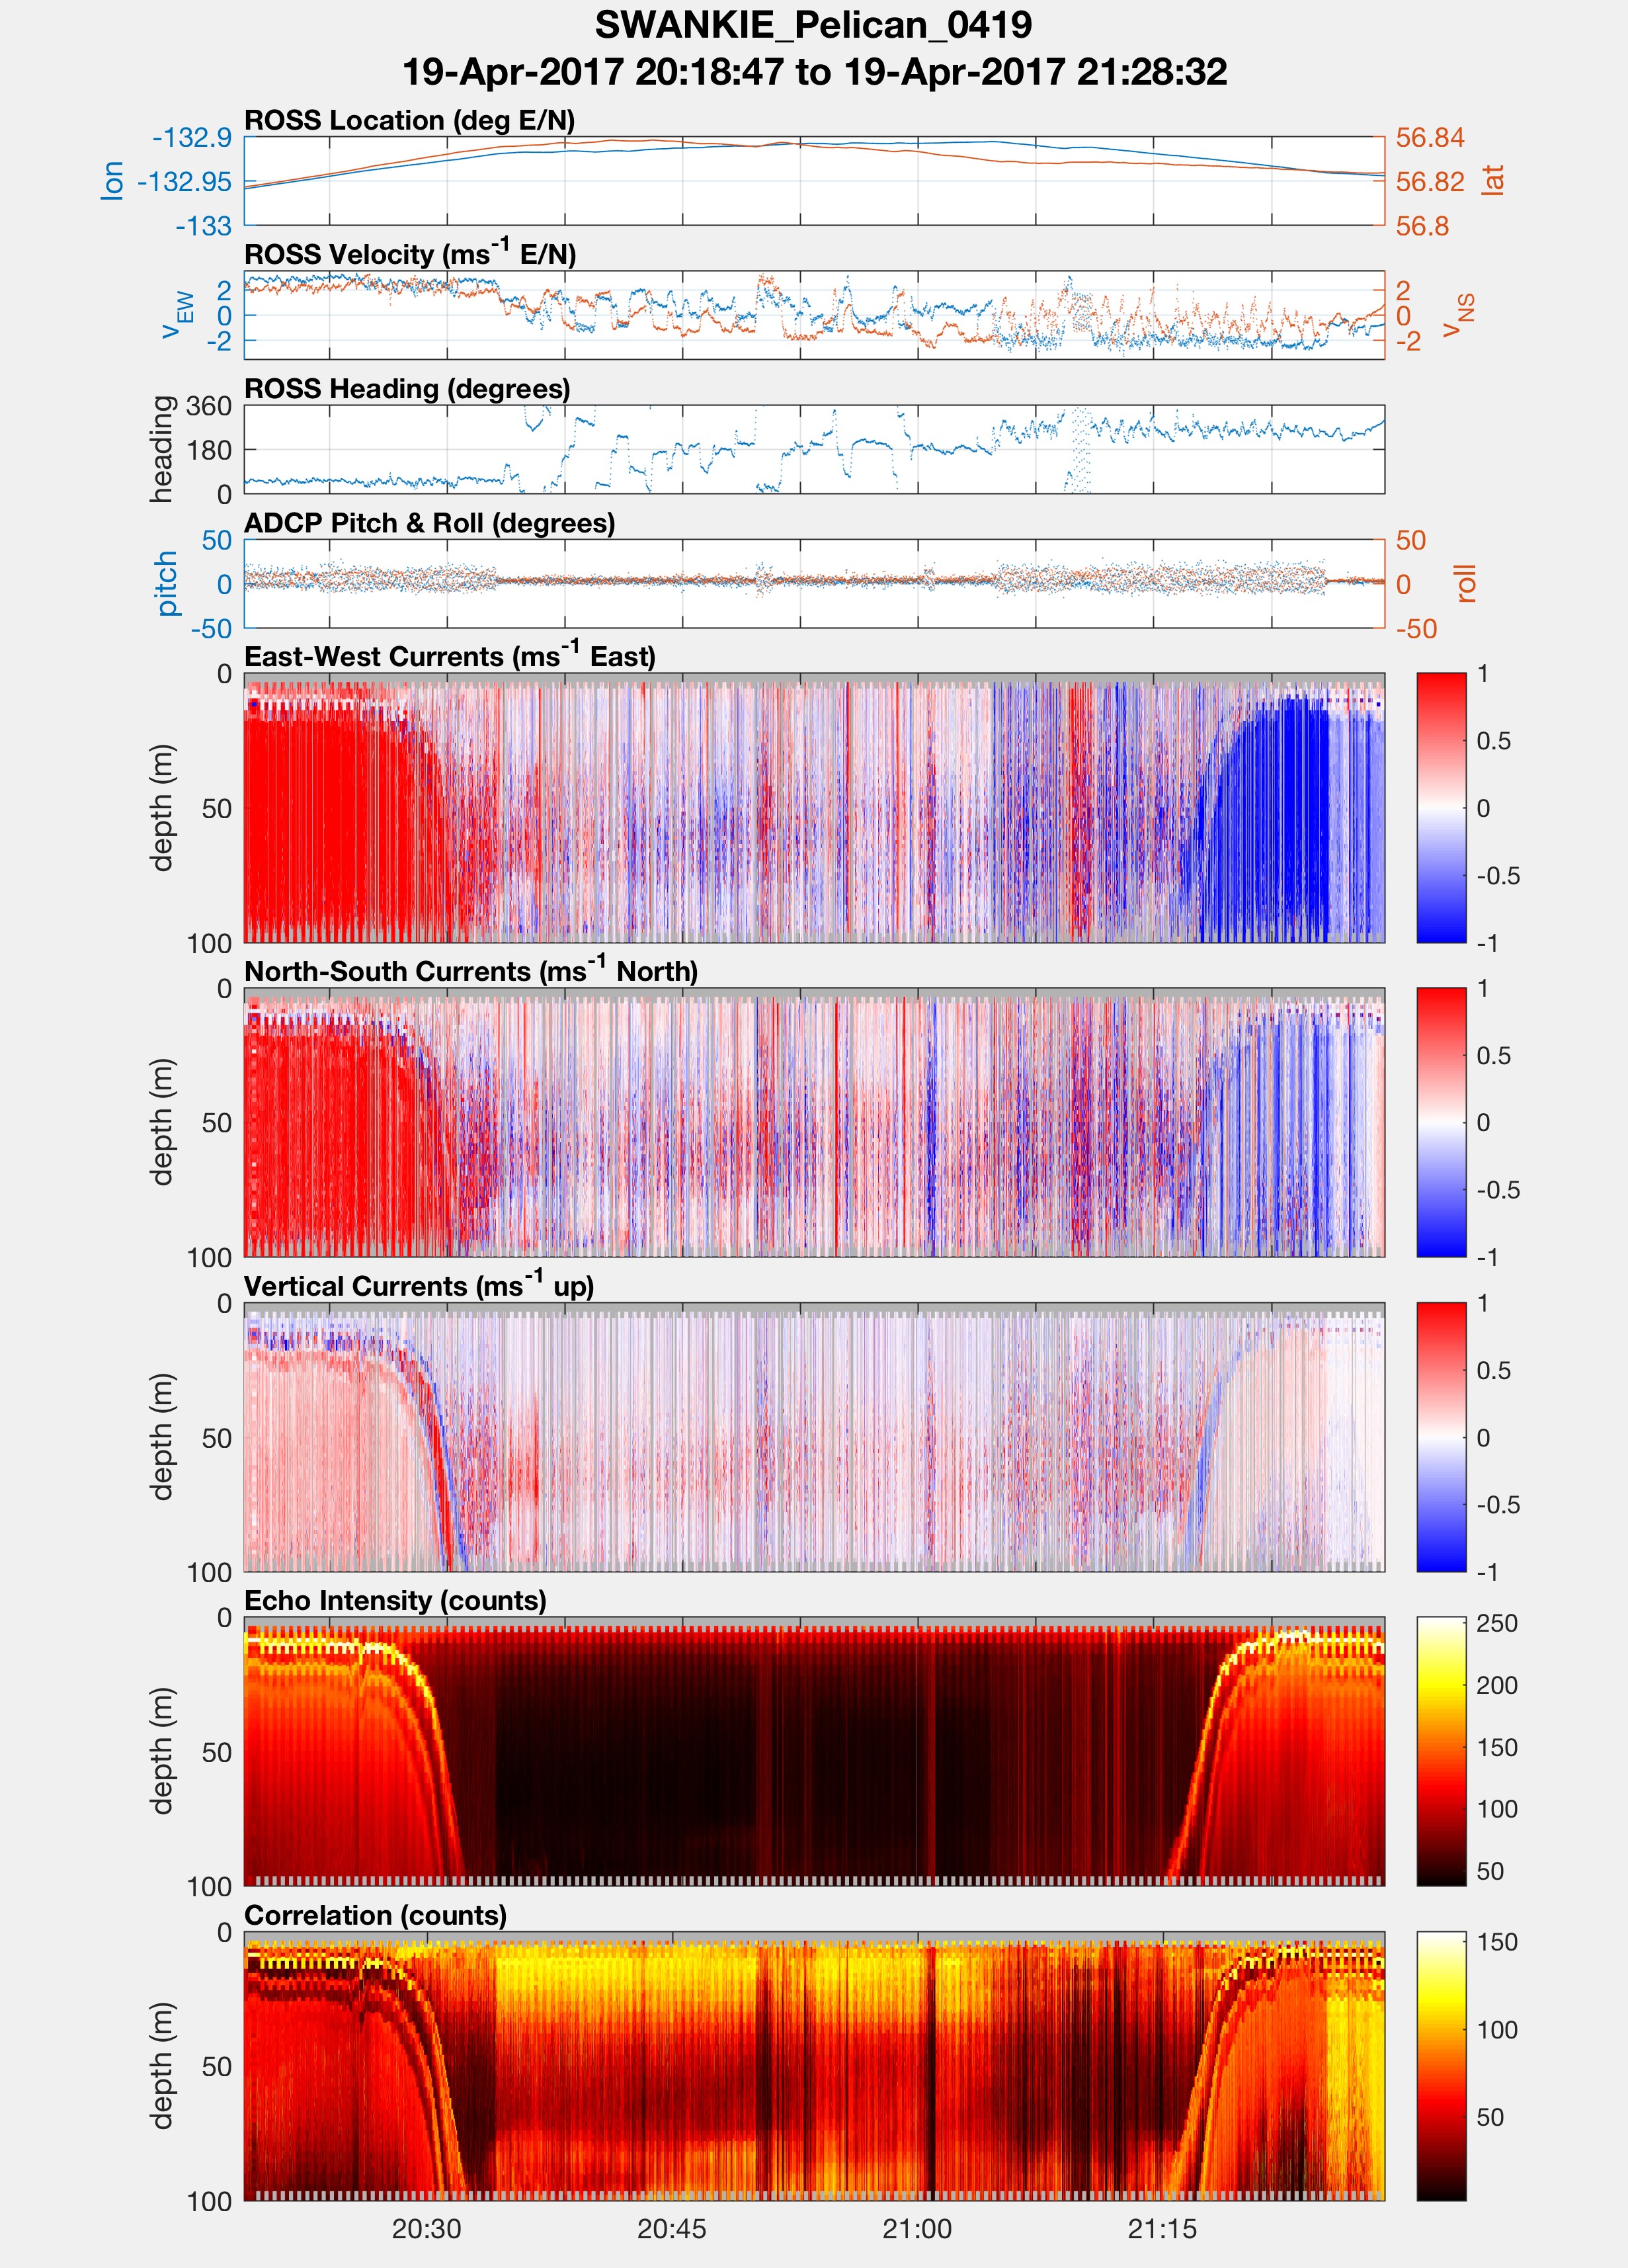 SWANKIE_Pelican_0419
19-Apr-2017 20:18:47 to 19-Apr-2017 21:28:32
ROSS Location (deg E/N)
-132.9
-132.95
-133
lon
56.84
56.82
56.8
lat
ROSS Velocity (ms-1 E/N)
2
0
-2
vEW
2
0
-2
vNS
ROSS Heading (degrees)
360
180
0
heading
ADCP Pitch & Roll (degrees)
50
0
-50
pitch
50
0
-50
roll
East-West Currents (ms-1 East)
0
50
100
depth (m)
1
0.5
0
-0.5
-1
North-South Currents (ms-1 North)
0
50
100
depth (m)
1
0.5
0
-0.5
-1
Vertical Currents (ms-1 up)
0
50
100
depth (m)
1
0.5
0
-0.5
-1
Echo Intensity (counts)
0
50
100
depth (m)
250
200
150
100
50
Correlation (counts)
0
50
100
depth (m)
150
100
50
20:30
20:45
21:00
21:15